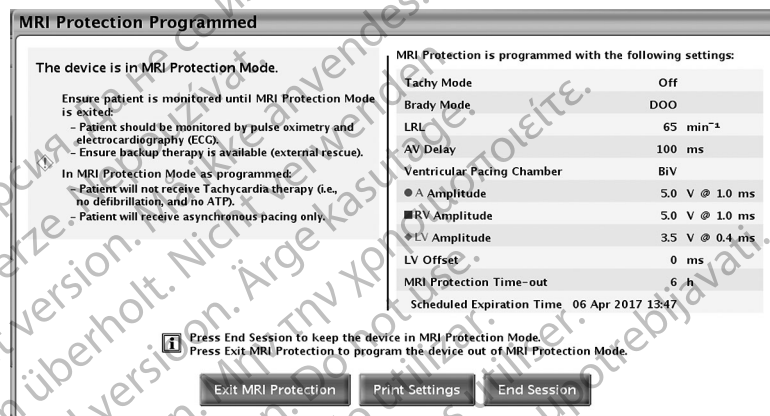 MRI Protection Programmed
The device is in MRI Protection Mode.
Ensure patient is monitored until MRI Protection Mode
is exited:
– Patient should be monitored by pulse oximetry and
electrocardiography (ECG).
– Ensure backup therapy is available (external rescue).
In MRI Protection Mode as programmed:
– Patient will not receive Tachycardia therapy (i.e.,
no defibrillation, and no ATP).
– Patient will receive asynchronous pacing only.
MRI Protection is programmed with the following settings:
Tachy Mode Off
Brady Mode DOO
LRL 65 min⁻¹
AV Delay 100 ms
Ventricular Pacing Chamber BiV
A Amplitude 5.0 V @ 1.0 ms
RV Amplitude 5.0 V @ 1.0 ms
LV Amplitude 3.5 V @ 0.4 ms
LV Offset 0 ms
MRI Protection Time-out 6 h
Scheduled Expiration Time 06 Apr 2017 13:47
Press End Session to keep the device in MRI Protection Mode.
Press Exit MRI Protection to program the device out of MRI Protection Mode.
Exit MRI Protection Print Settings End Session